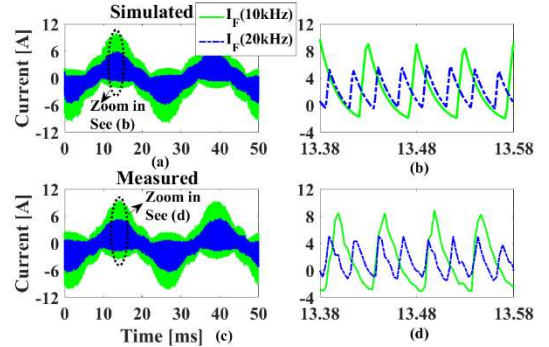 Simulated
I_F(10kHz)
I_F(20kHz)
Current [A]
12
6
0
-6
-12
Zoom in
See (b)
0 10 20 30 40 50
(a)
12
8
4
0
-4
13.38 13.48 13.58
(b)
Measured
Current [A]
12
6
0
-6
-12
Zoom in
See (d)
0 10 20 30 40 50
Time [ms] (c)
12
8
4
0
-4
13.38 13.48 13.58
(d)